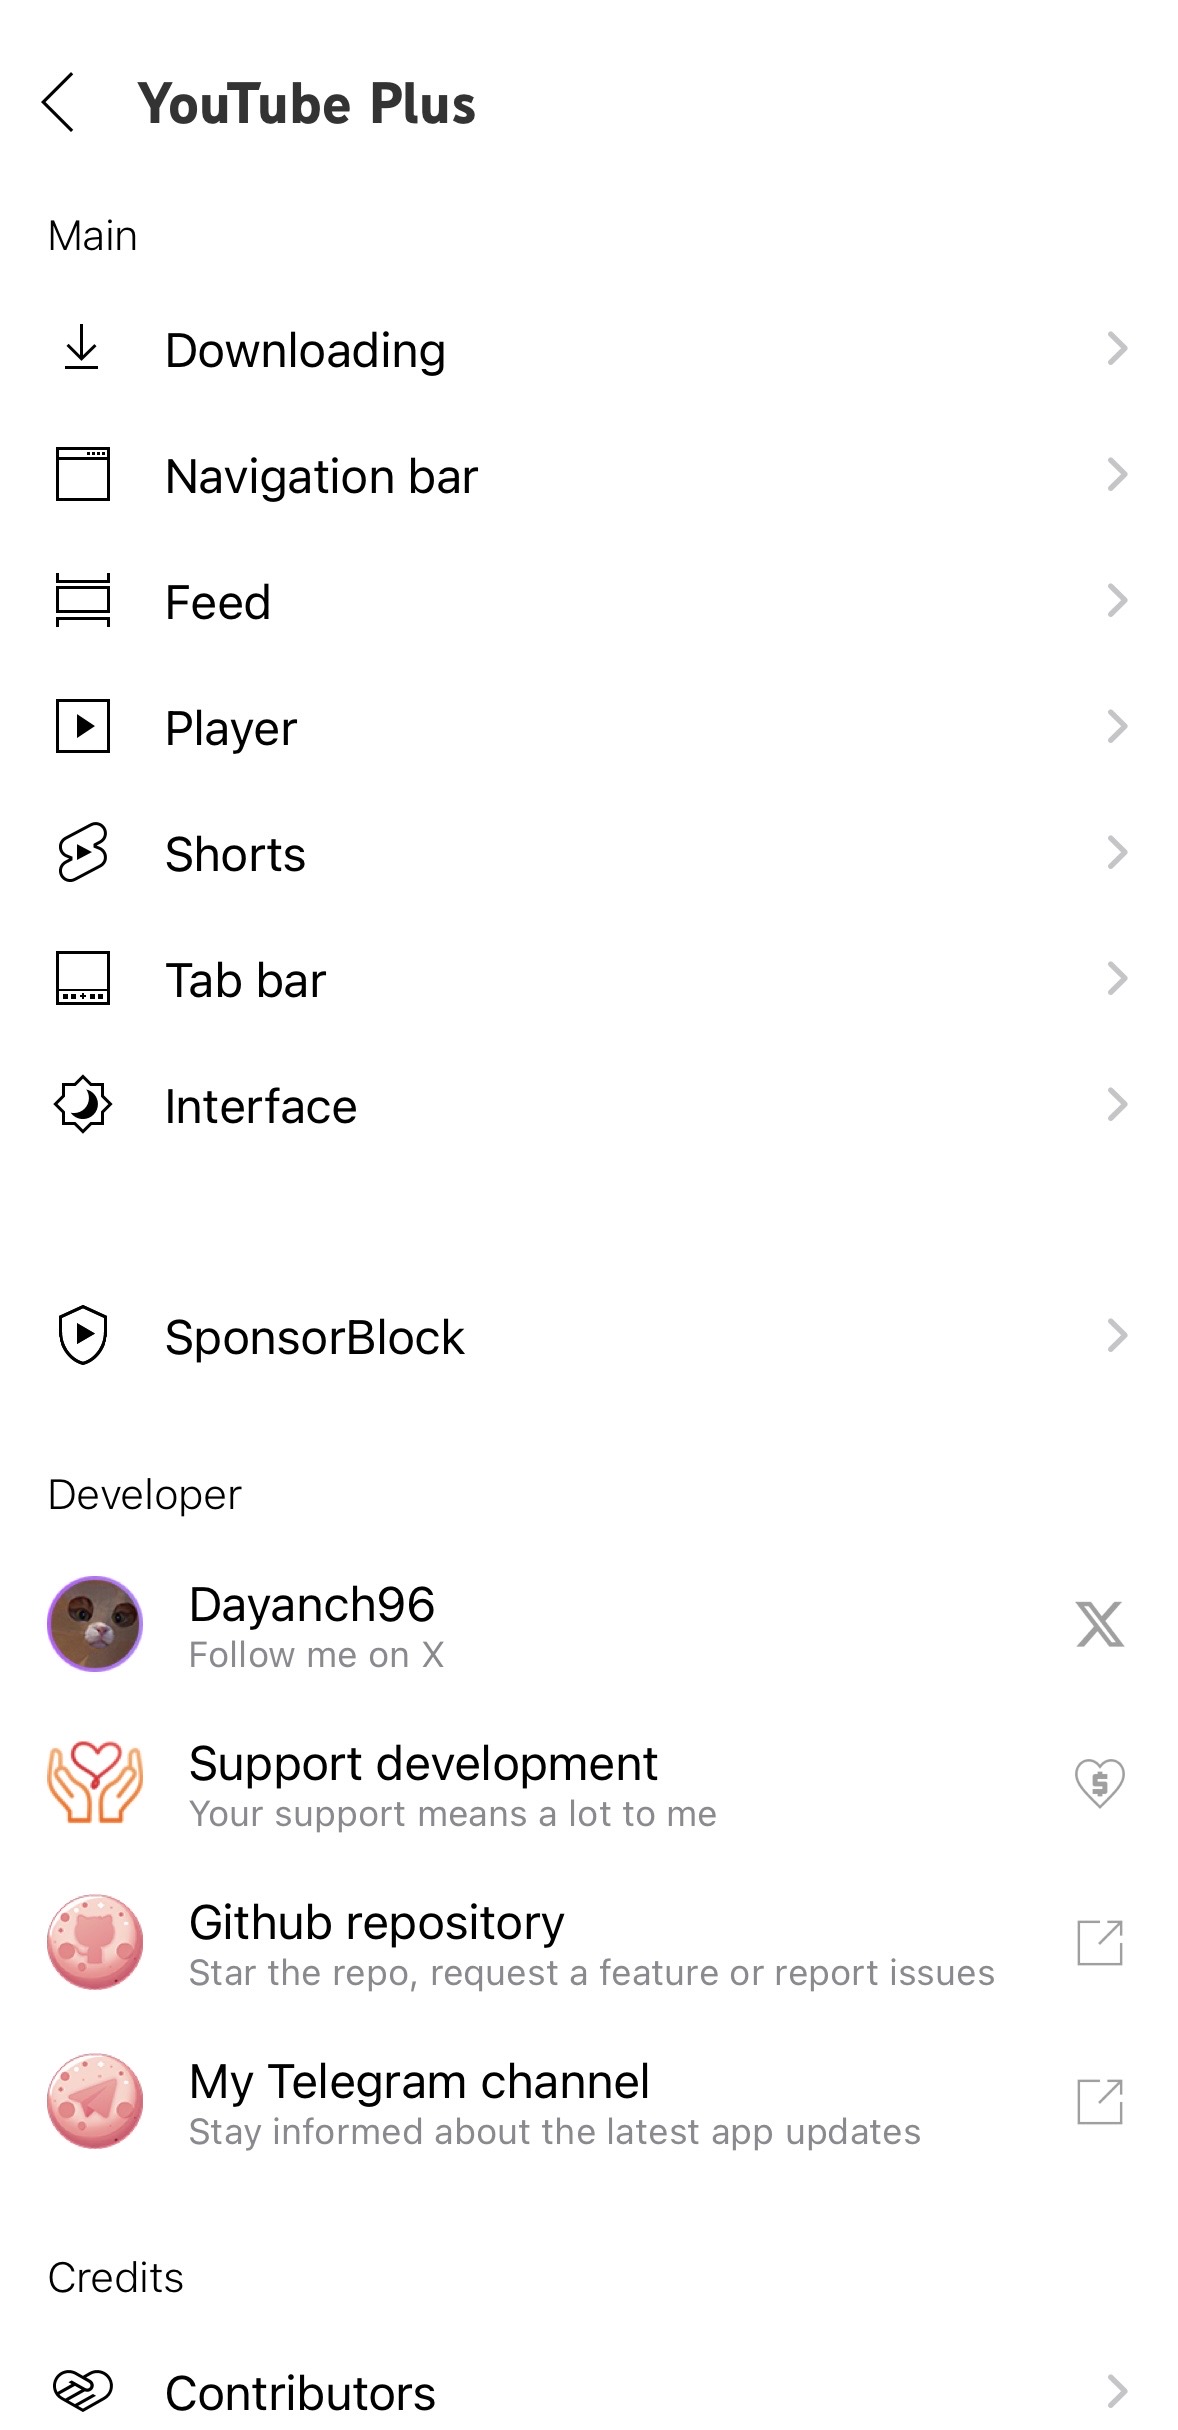 YouTube Plus
Main
Downloading
Navigation bar
Feed
Player
Shorts
Tab bar
Interface
SponsorBlock
Developer
Dayanch96
Follow me on X
Support development
Your support means a lot to me
Github repository
Star the repo, request a feature or report issues
My Telegram channel
Stay informed about the latest app updates
Credits
Contributors